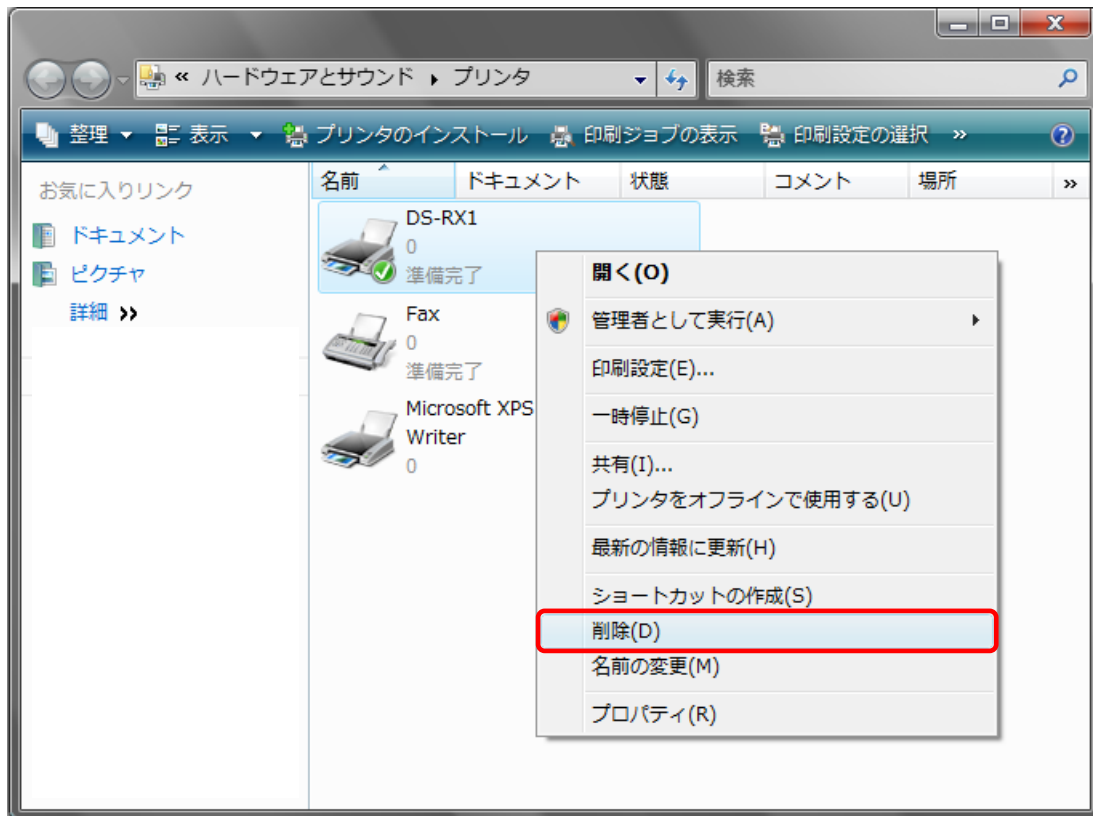 « ハードウェアとサウンド ▸ プリンタ
検索
整理 表示 プリンタのインストール 印刷ジョブの表示 印刷設定の選択 »
お気に入りリンク
ドキュメント
ピクチャ
詳細 »
名前 ドキュメント 状態 コメント 場所 »
DS-RX1
0
準備完了
Fax
0
準備完了
Microsoft XPS
Writer
0
開く(O)
管理者として実行(A)
印刷設定(E)...
一時停止(G)
共有(I)...
プリンタをオフラインで使用する(U)
最新の情報に更新(H)
ショートカットの作成(S)
削除(D)
名前の変更(M)
プロパティ(R)